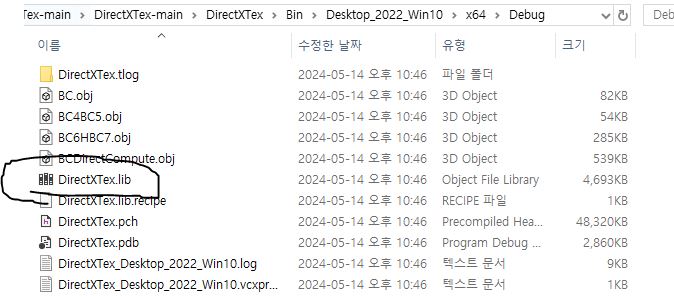 Tex-main > DirectXTex-main > DirectXTex > Bin > Desktop_2022_Win10 > x64 > Debug
Deb
이름 수정한 날짜 유형 크기
DirectXTex.tlog 2024-05-14 오후 10:46 파일 폴더
BC.obj 2024-05-14 오후 10:46 3D Object 82KB
BC4BC5.obj 2024-05-14 오후 10:46 3D Object 54KB
BC6HBC7.obj 2024-05-14 오후 10:46 3D Object 285KB
BCDirectCompute.obj 2024-05-14 오후 10:46 3D Object 539KB
DirectXTex.lib 2024-05-14 오후 10:46 Object File Library 4,693KB
DirectXTex.lib.recipe 2024-05-14 오후 10:46 RECIPE 파일 1KB
DirectXTex.pch 2024-05-14 오후 10:46 Precompiled Hea... 48,320KB
DirectXTex.pdb 2024-05-14 오후 10:46 Program Debug ... 2,860KB
DirectXTex_Desktop_2022_Win10.log 2024-05-14 오후 10:46 텍스트 문서 9KB
DirectXTex_Desktop_2022_Win10.vcxpr... 2024-05-14 오후 10:46 텍스트 문서 1KB